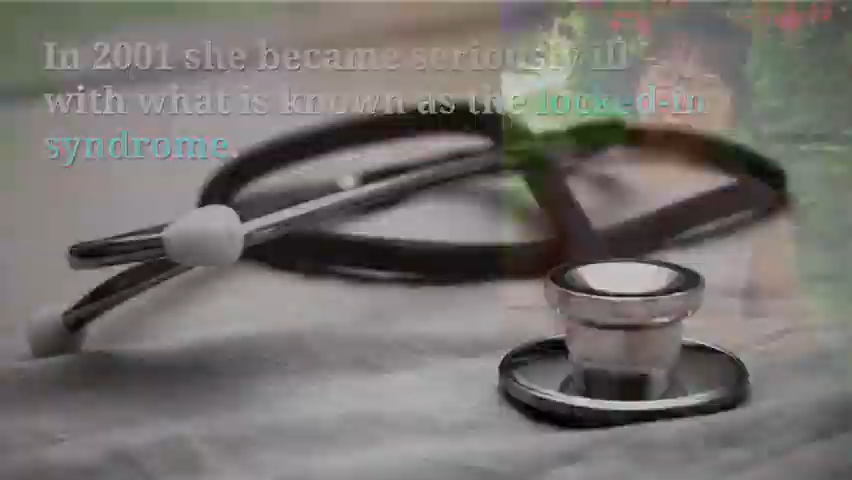 In 2001 she became seriously ill
with what is known as the locked-in
syndrome.